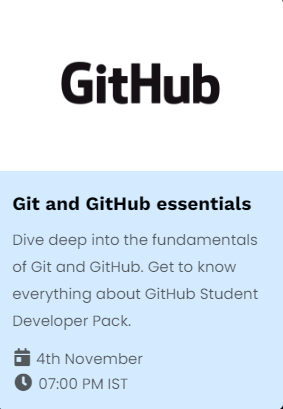 GitHub
Git and GitHub essentials
Dive deep into the fundamentals
of Git and GitHub. Get to know
everything about GitHub Student
Developer Pack.
4th November
07:00 PM IST